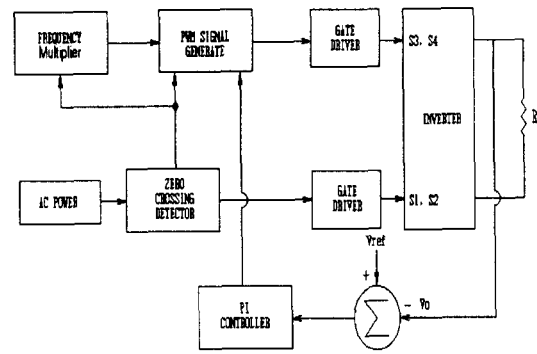 FREQUENCY
Multiplier
PWM SIGNAL
GENERATE
GATE
DRIVER
S3, S4
INVERTER
R
AC POWER
ZERO
CROSSING
DETECTOR
GATE
DRIVER
S1, S2
Vref
+
- Vo
Σ
PI
CONTROLLER